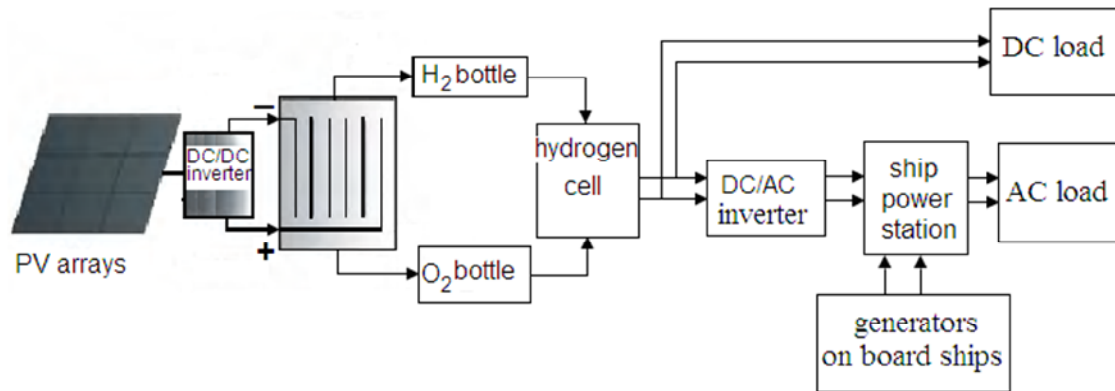 PV arrays
DC/DC
inverter
−
+
H₂ bottle
O₂ bottle
hydrogen
cell
DC/AC
inverter
ship
power
station
generators
on board ships
DC load
AC load